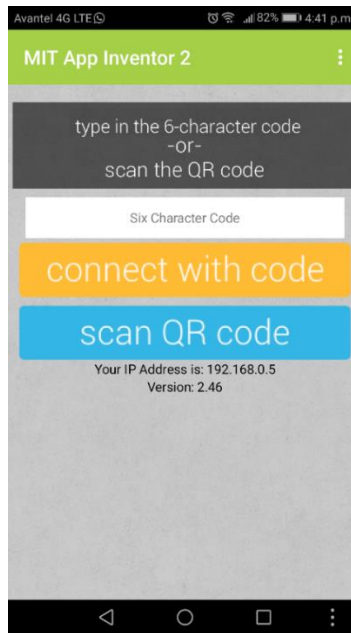 Avantel 4G LTE 82% 4:41 p.m
MIT App Inventor 2
type in the 6-character code
-or-
scan the QR code
Six Character Code
connect with code
scan QR code
Your IP Address is: 192.168.0.5
Version: 2.46